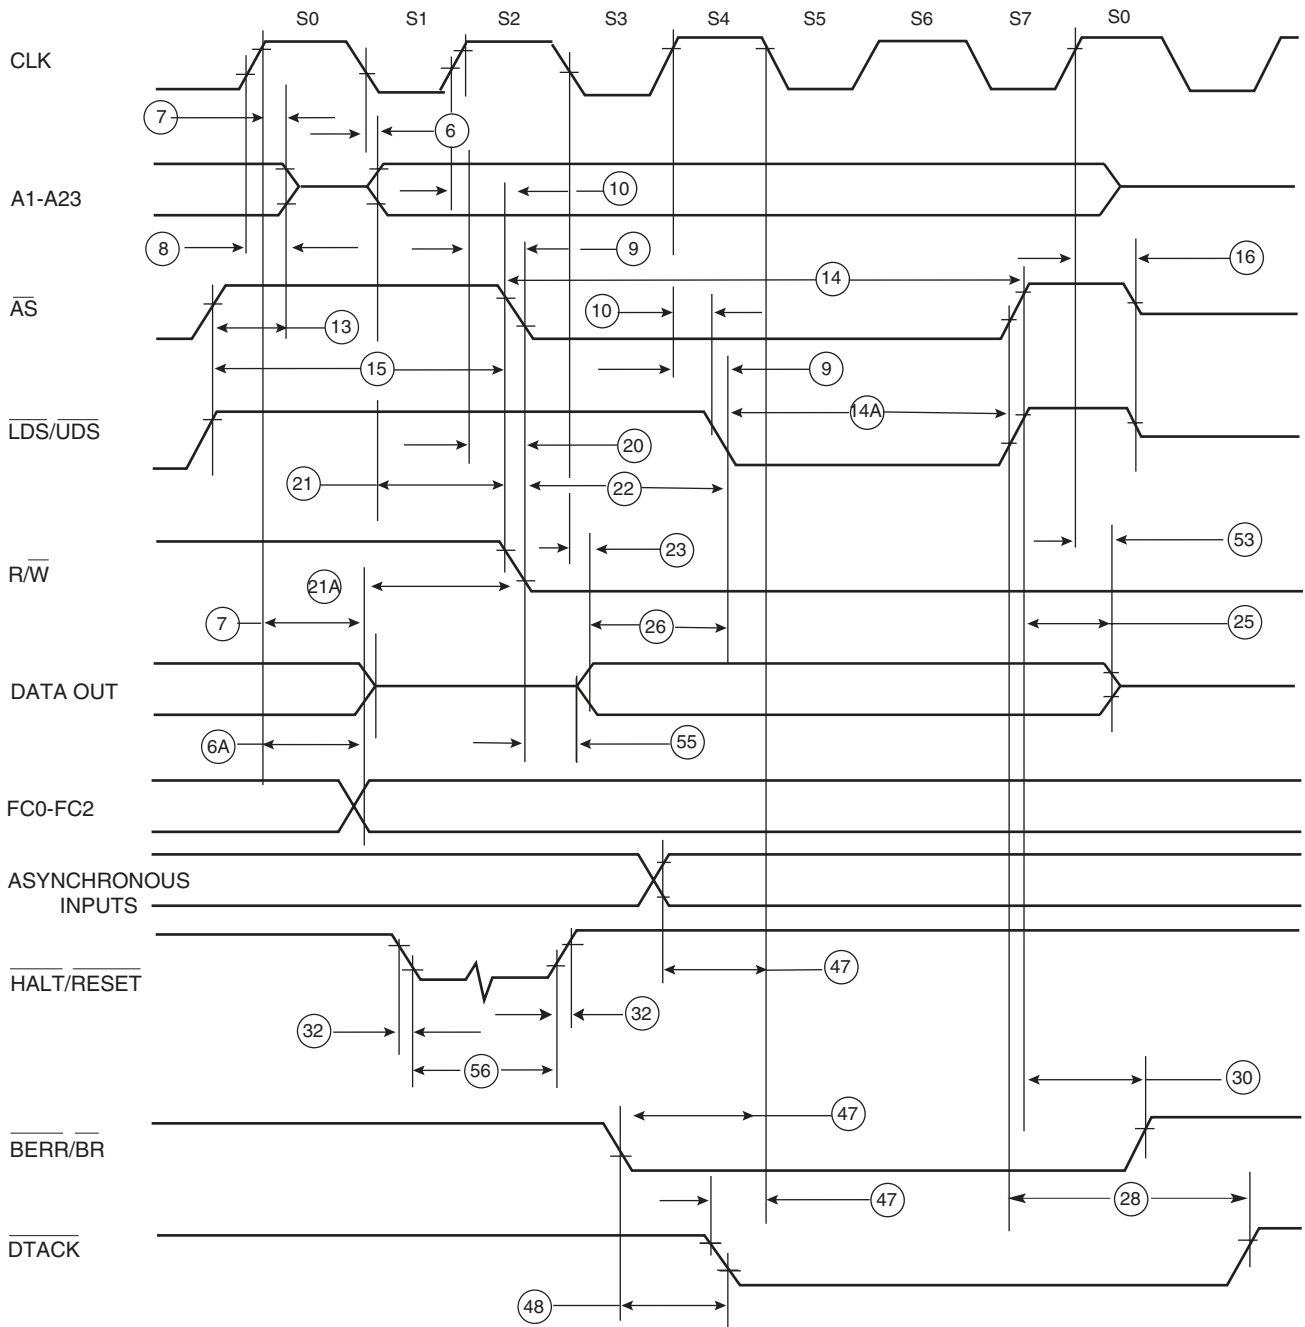 S0 S1 S2 S3 S4 S5 S6 S7 S0
CLK
7
6
A1-A23
10
8
9
16
14
AS
10
13
15
9
14A
LDS/UDS
20
21
22
53
23
R/W
21A
7
26
25
DATA OUT
6A
55
FC0-FC2
ASYNCHRONOUS
INPUTS
47
HALT/RESET
32
32
56
30
47
BERR/BR
47
28
DTACK
48